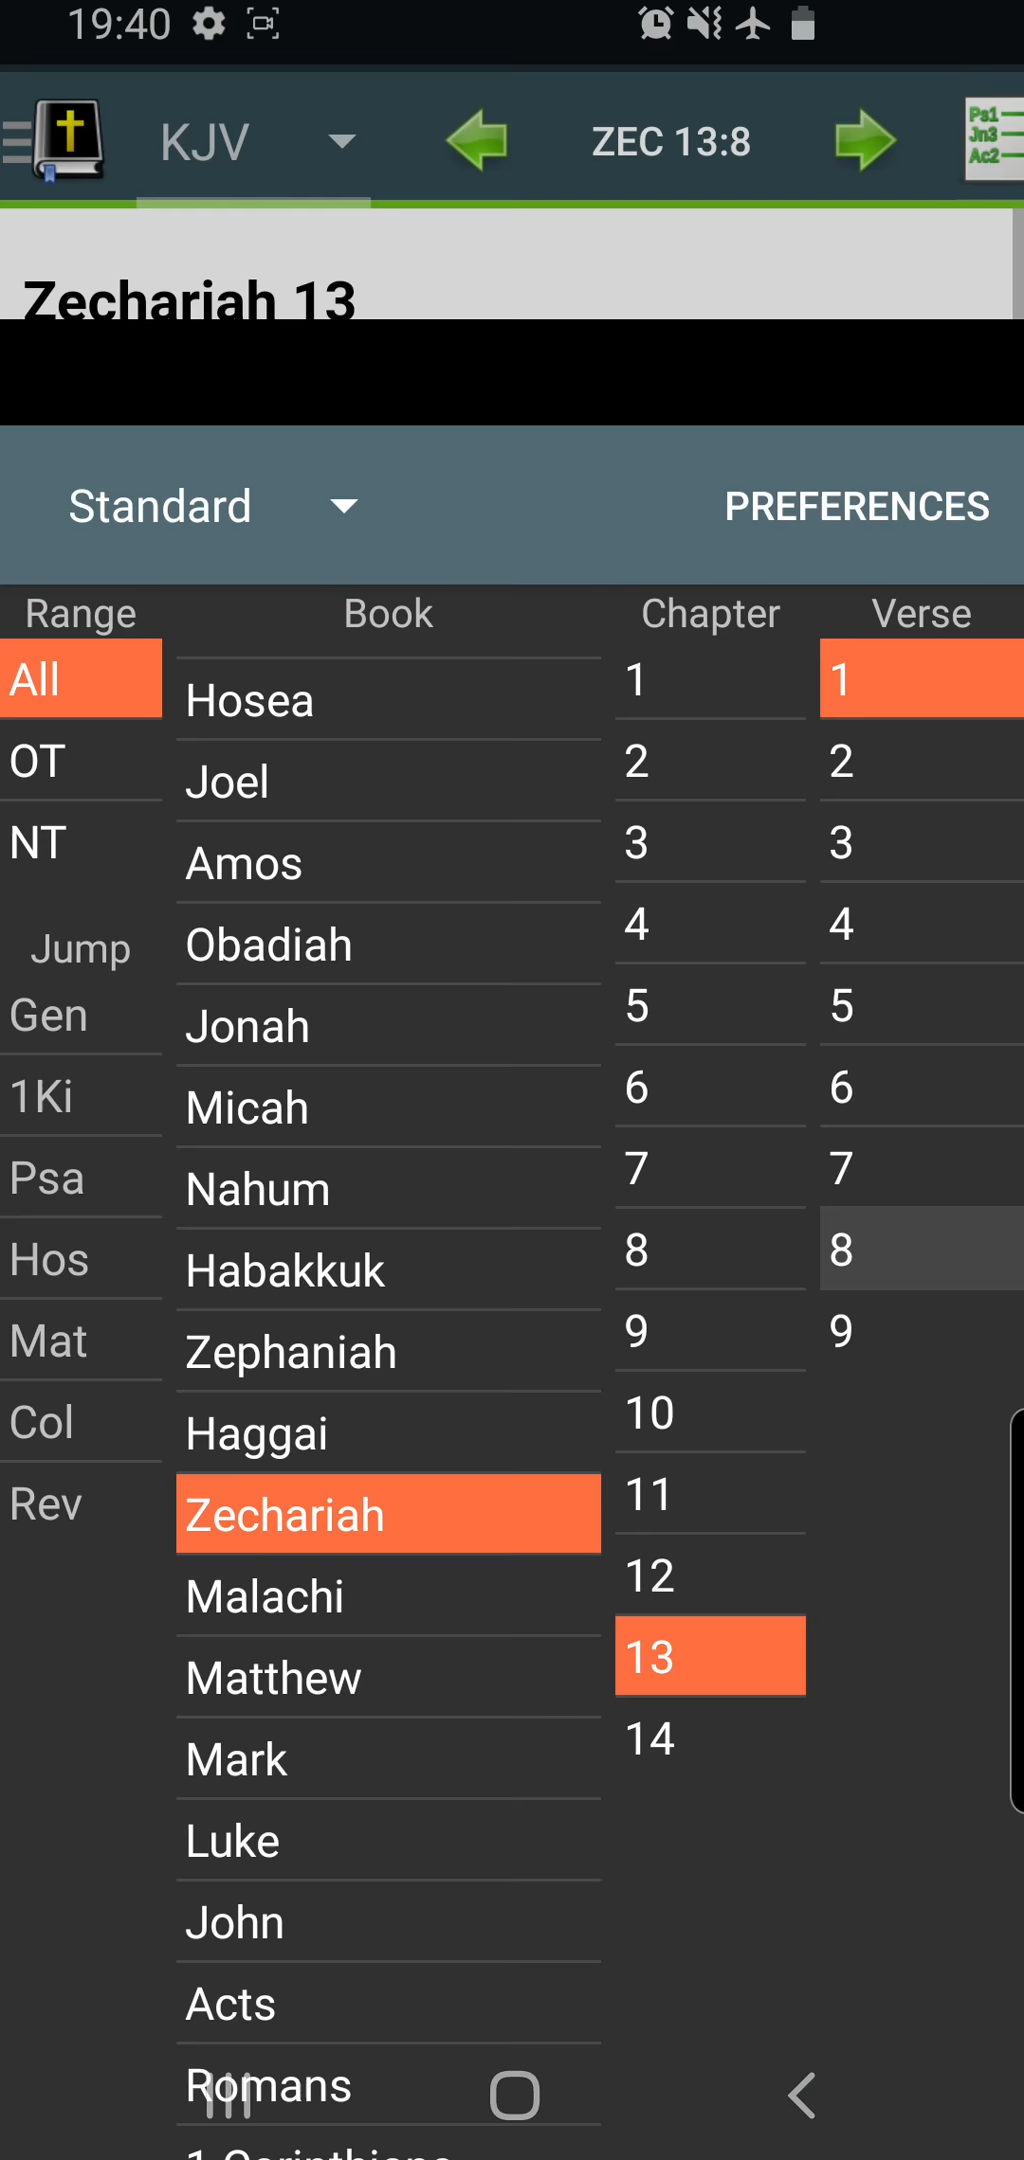 19:40
KJV
ZEC 13:8
Ps1
Jn3
Ac2
Zechariah 13
Standard
PREFERENCES
Range
Book
Chapter
Verse
All
OT
NT
Jump
Gen
1Ki
Psa
Hos
Mat
Col
Rev
Hosea
Joel
Amos
Obadiah
Jonah
Micah
Nahum
Habakkuk
Zephaniah
Haggai
Zechariah
Malachi
Matthew
Mark
Luke
John
Acts
Romans
1 Corinthians
1
2
3
4
5
6
7
8
9
10
11
12
13
14
1
2
3
4
5
6
7
8
9